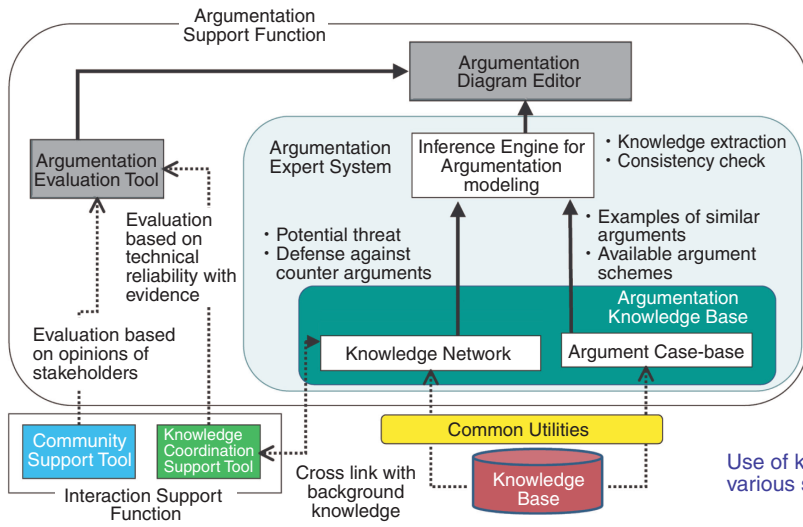 Argumentation
Support Function
Argumentation
Diagram Editor
Argumentation
Expert System
Inference Engine for
Argumentation
modeling
・Knowledge extraction
・Consistency check
Argumentation
Evaluation Tool
Evaluation
based on
technical
reliability with
evidence
・Potential threat
・Defense against
counter arguments
・Examples of similar
arguments
・Available argument
schemes
Argumentation
Knowledge Base
Evaluation based
on opinions of
stakeholders
Knowledge Network
Argument Case-base
Community
Support Tool
Knowledge
Coordination
Support Tool
Interaction Support
Function
Cross link with
background
knowledge
Common Utilities
Knowledge
Base
Use of k
various s